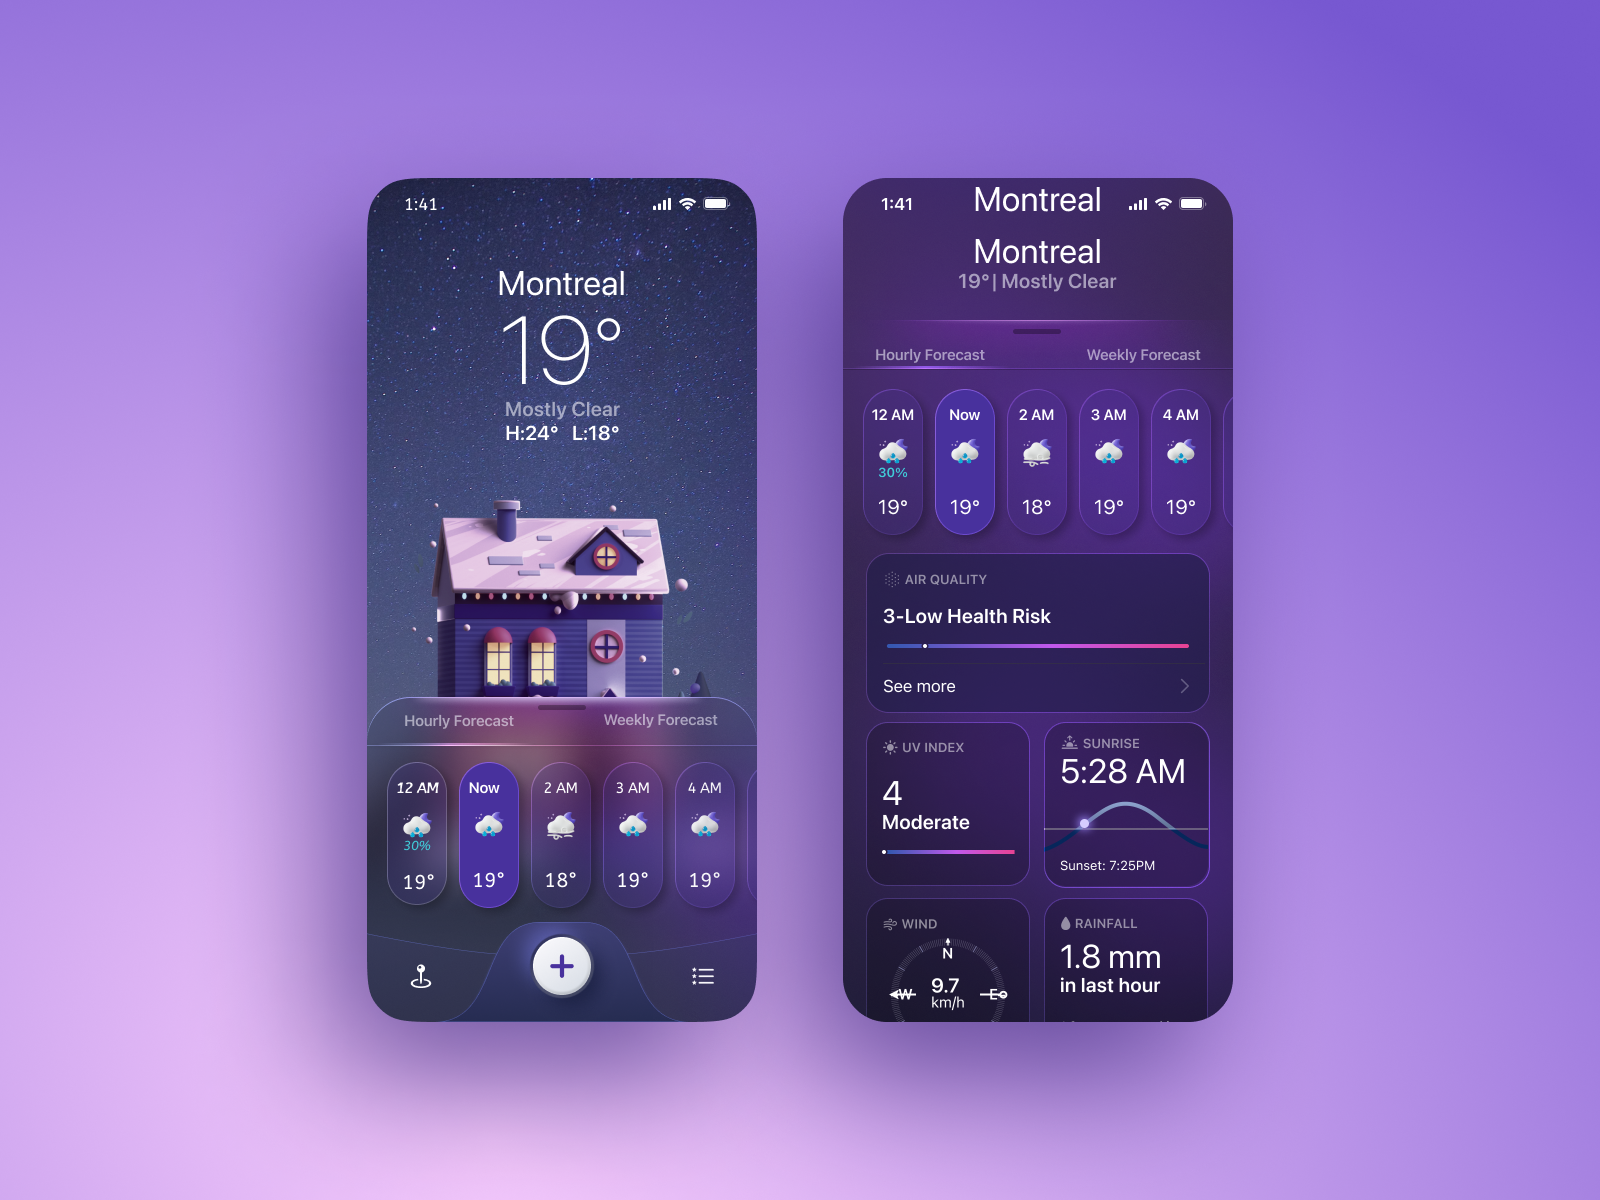 1:41
Montreal
19°
Mostly Clear
H:24° L:18°
Hourly Forecast Weekly Forecast
12 AM Now 2 AM 3 AM 4 AM
30%
19° 19° 18° 19° 19°
1:41 Montreal
Montreal
19° | Mostly Clear
Hourly Forecast Weekly Forecast
12 AM Now 2 AM 3 AM 4 AM
30%
19° 19° 18° 19° 19°
AIR QUALITY
3-Low Health Risk
See more
UV INDEX
4
Moderate
SUNRISE
5:28 AM
Sunset: 7:25PM
WIND
N
W 9.7 E
km/h
RAINFALL
1.8 mm
in last hour